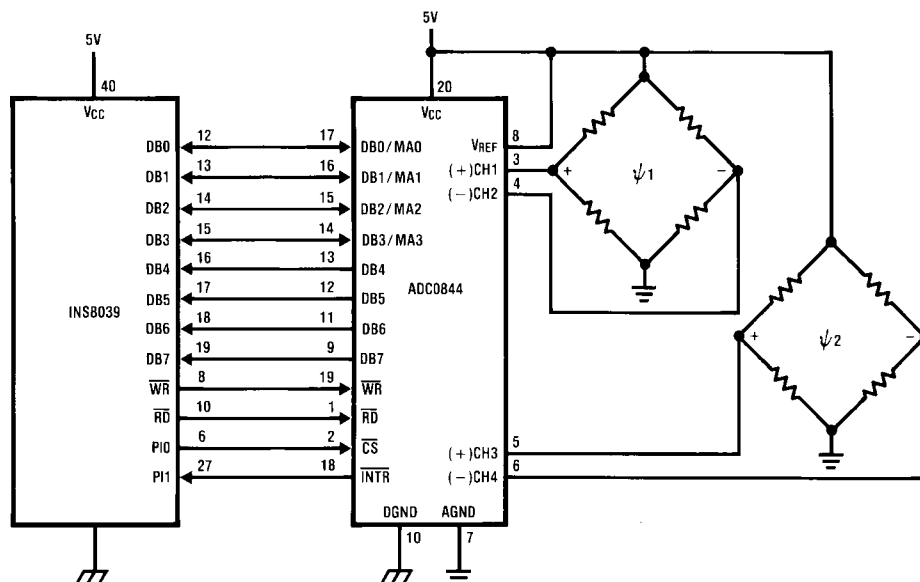 5V
5V
40
VCC
20
VCC
DB0 12 17 DB0/MA0
DB1 13 16 DB1/MA1
DB2 14 15 DB2/MA2
DB3 15 14 DB3/MA3
DB4 16 13 DB4
DB5 17 12 DB5
DB6 18 11 DB6
DB7 19 9 DB7
WR 8 19 WR
RD 10 1 RD
PI0 6 2 CS
PI1 27 18 INTR
INS8039
ADC0844
VREF 8
(+)CH1 3
(-)CH2 4
(+)CH3 5
(-)CH4 6
DGND
10
AGND
7
+ ψ1 -
+ ψ2 -